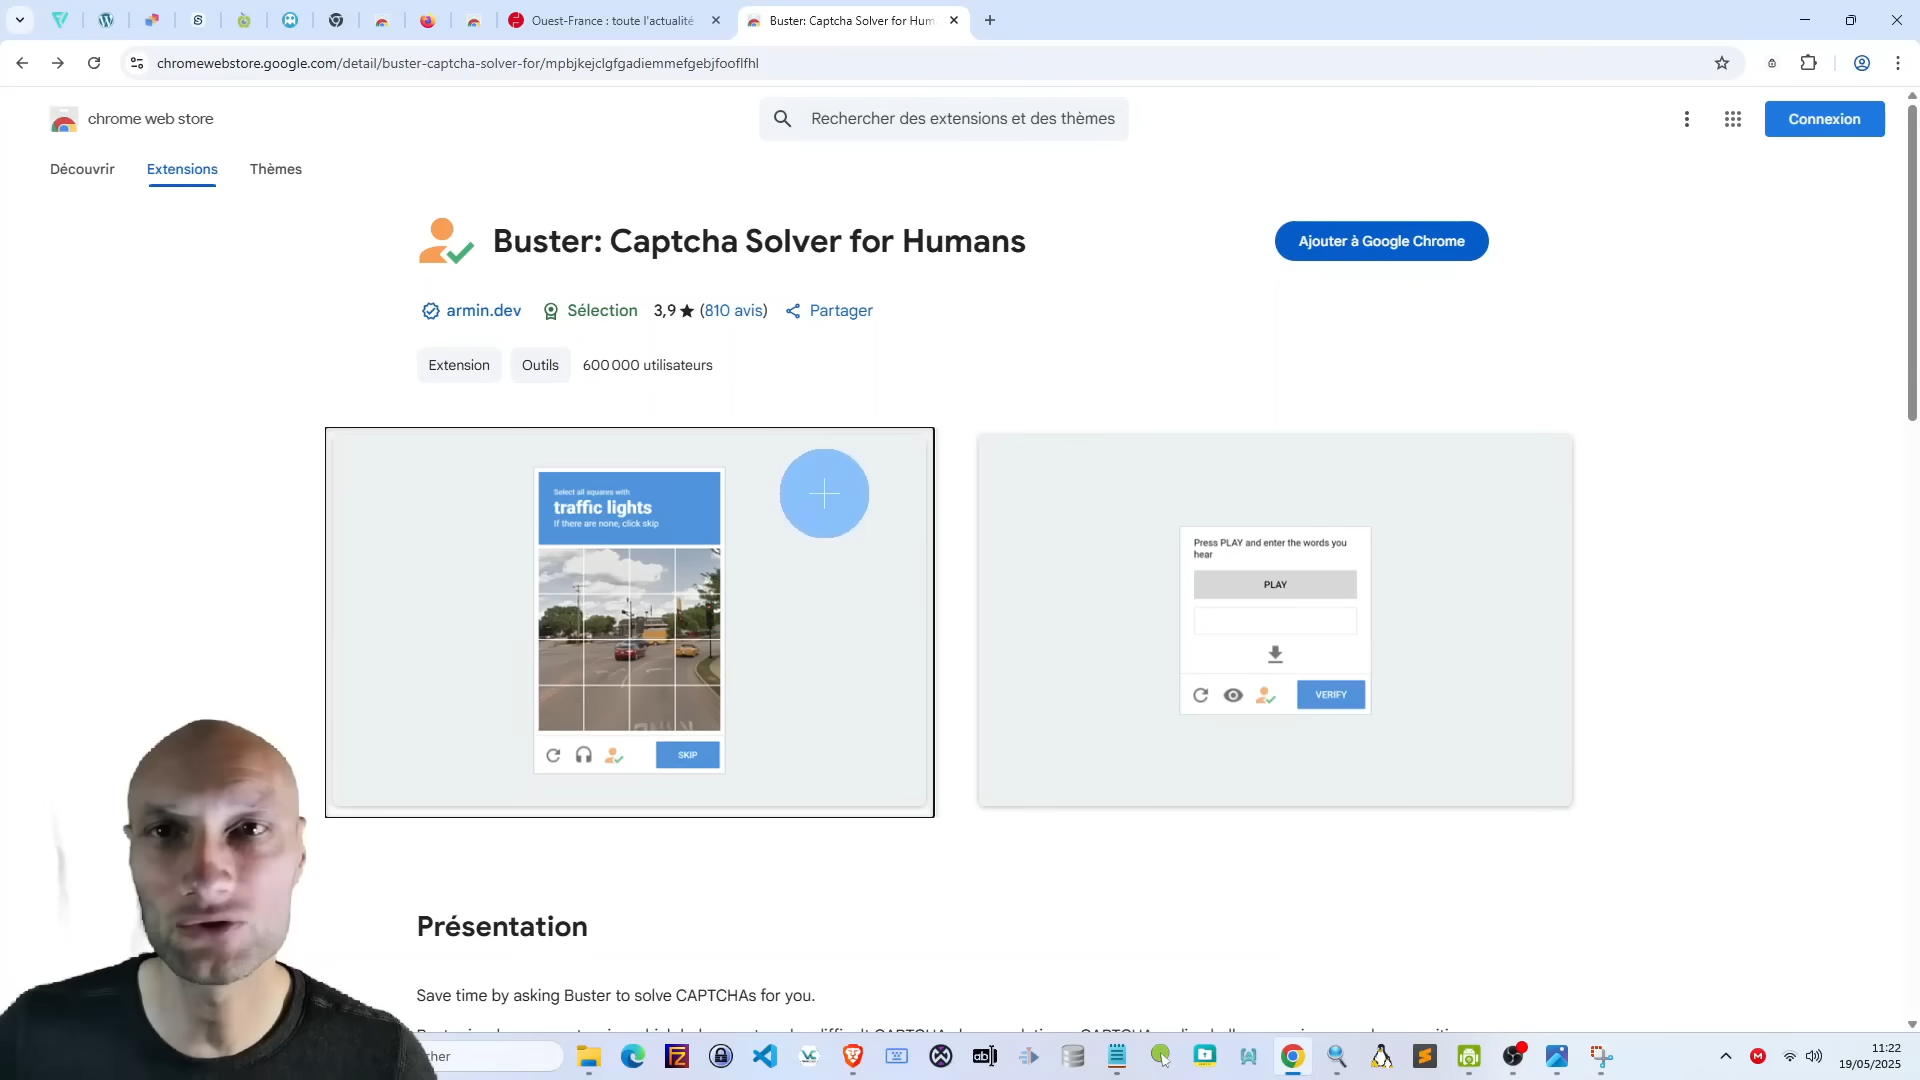 Ouest-France : toute l'actualité
Buster: Captcha Solver for Hum
chromewebstore.google.com/detail/buster-captcha-solver-for/mpbjkejclgfgadiemmefgebjfooflfhl
chrome web store
Rechercher des extensions et des thèmes
Connexion
Découvrir
Extensions
Thèmes
Buster: Captcha Solver for Humans
Ajouter à Google Chrome
armin.dev
Sélection
3,9 ★ (810 avis)
Partager
Extension
Outils
600 000 utilisateurs
Select all squares with
traffic lights
If there are none, click skip
SKIP
Press PLAY and enter the words you
hear
PLAY
VERIFY
Présentation
Save time by asking Buster to solve CAPTCHAs for you.
cher
11:22
19/05/2025